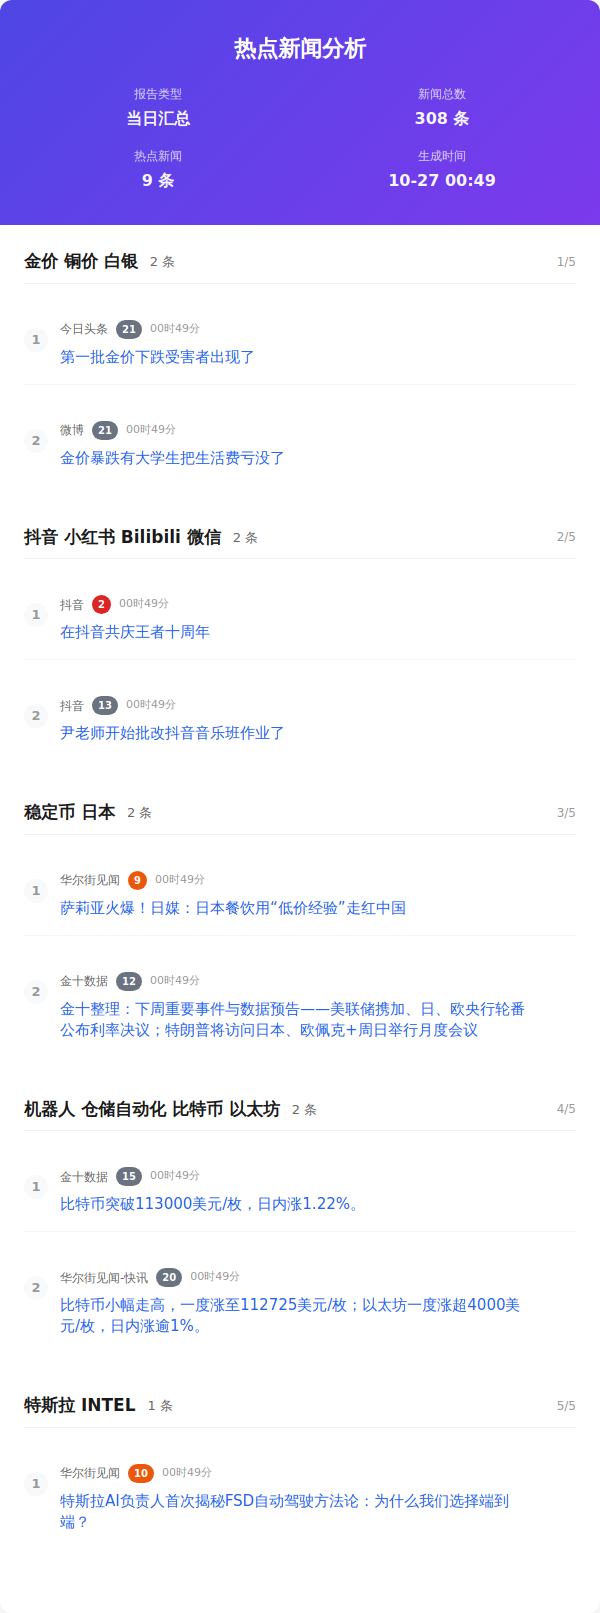 热点新闻分析
报告类型
当日汇总
新闻总数
308 条
热点新闻
9 条
生成时间
10-27 00:49
金价 铜价 白银 2 条 1/5
1 今日头条 21 00时49分
第一批金价下跌受害者出现了
2 微博 21 00时49分
金价暴跌有大学生把生活费亏没了
抖音 小红书 Bilibili 微信 2 条 2/5
1 抖音 2 00时49分
在抖音共庆王者十周年
2 抖音 13 00时49分
尹老师开始批改抖音音乐班作业了
稳定币 日本 2 条 3/5
1 华尔街见闻 9 00时49分
萨莉亚火爆！日媒：日本餐饮用“低价经验”走红中国
2 金十数据 12 00时49分
金十整理：下周重要事件与数据预告——美联储携加、日、欧央行轮番
公布利率决议；特朗普将访问日本、欧佩克+周日举行月度会议
机器人 仓储自动化 比特币 以太坊 2 条 4/5
1 金十数据 15 00时49分
比特币突破113000美元/枚，日内涨1.22%。
2 华尔街见闻-快讯 20 00时49分
比特币小幅走高，一度涨至112725美元/枚；以太坊一度涨超4000美
元/枚，日内涨逾1%。
特斯拉 INTEL 1 条 5/5
1 华尔街见闻 10 00时49分
特斯拉AI负责人首次揭秘FSD自动驾驶方法论：为什么我们选择端到
端？